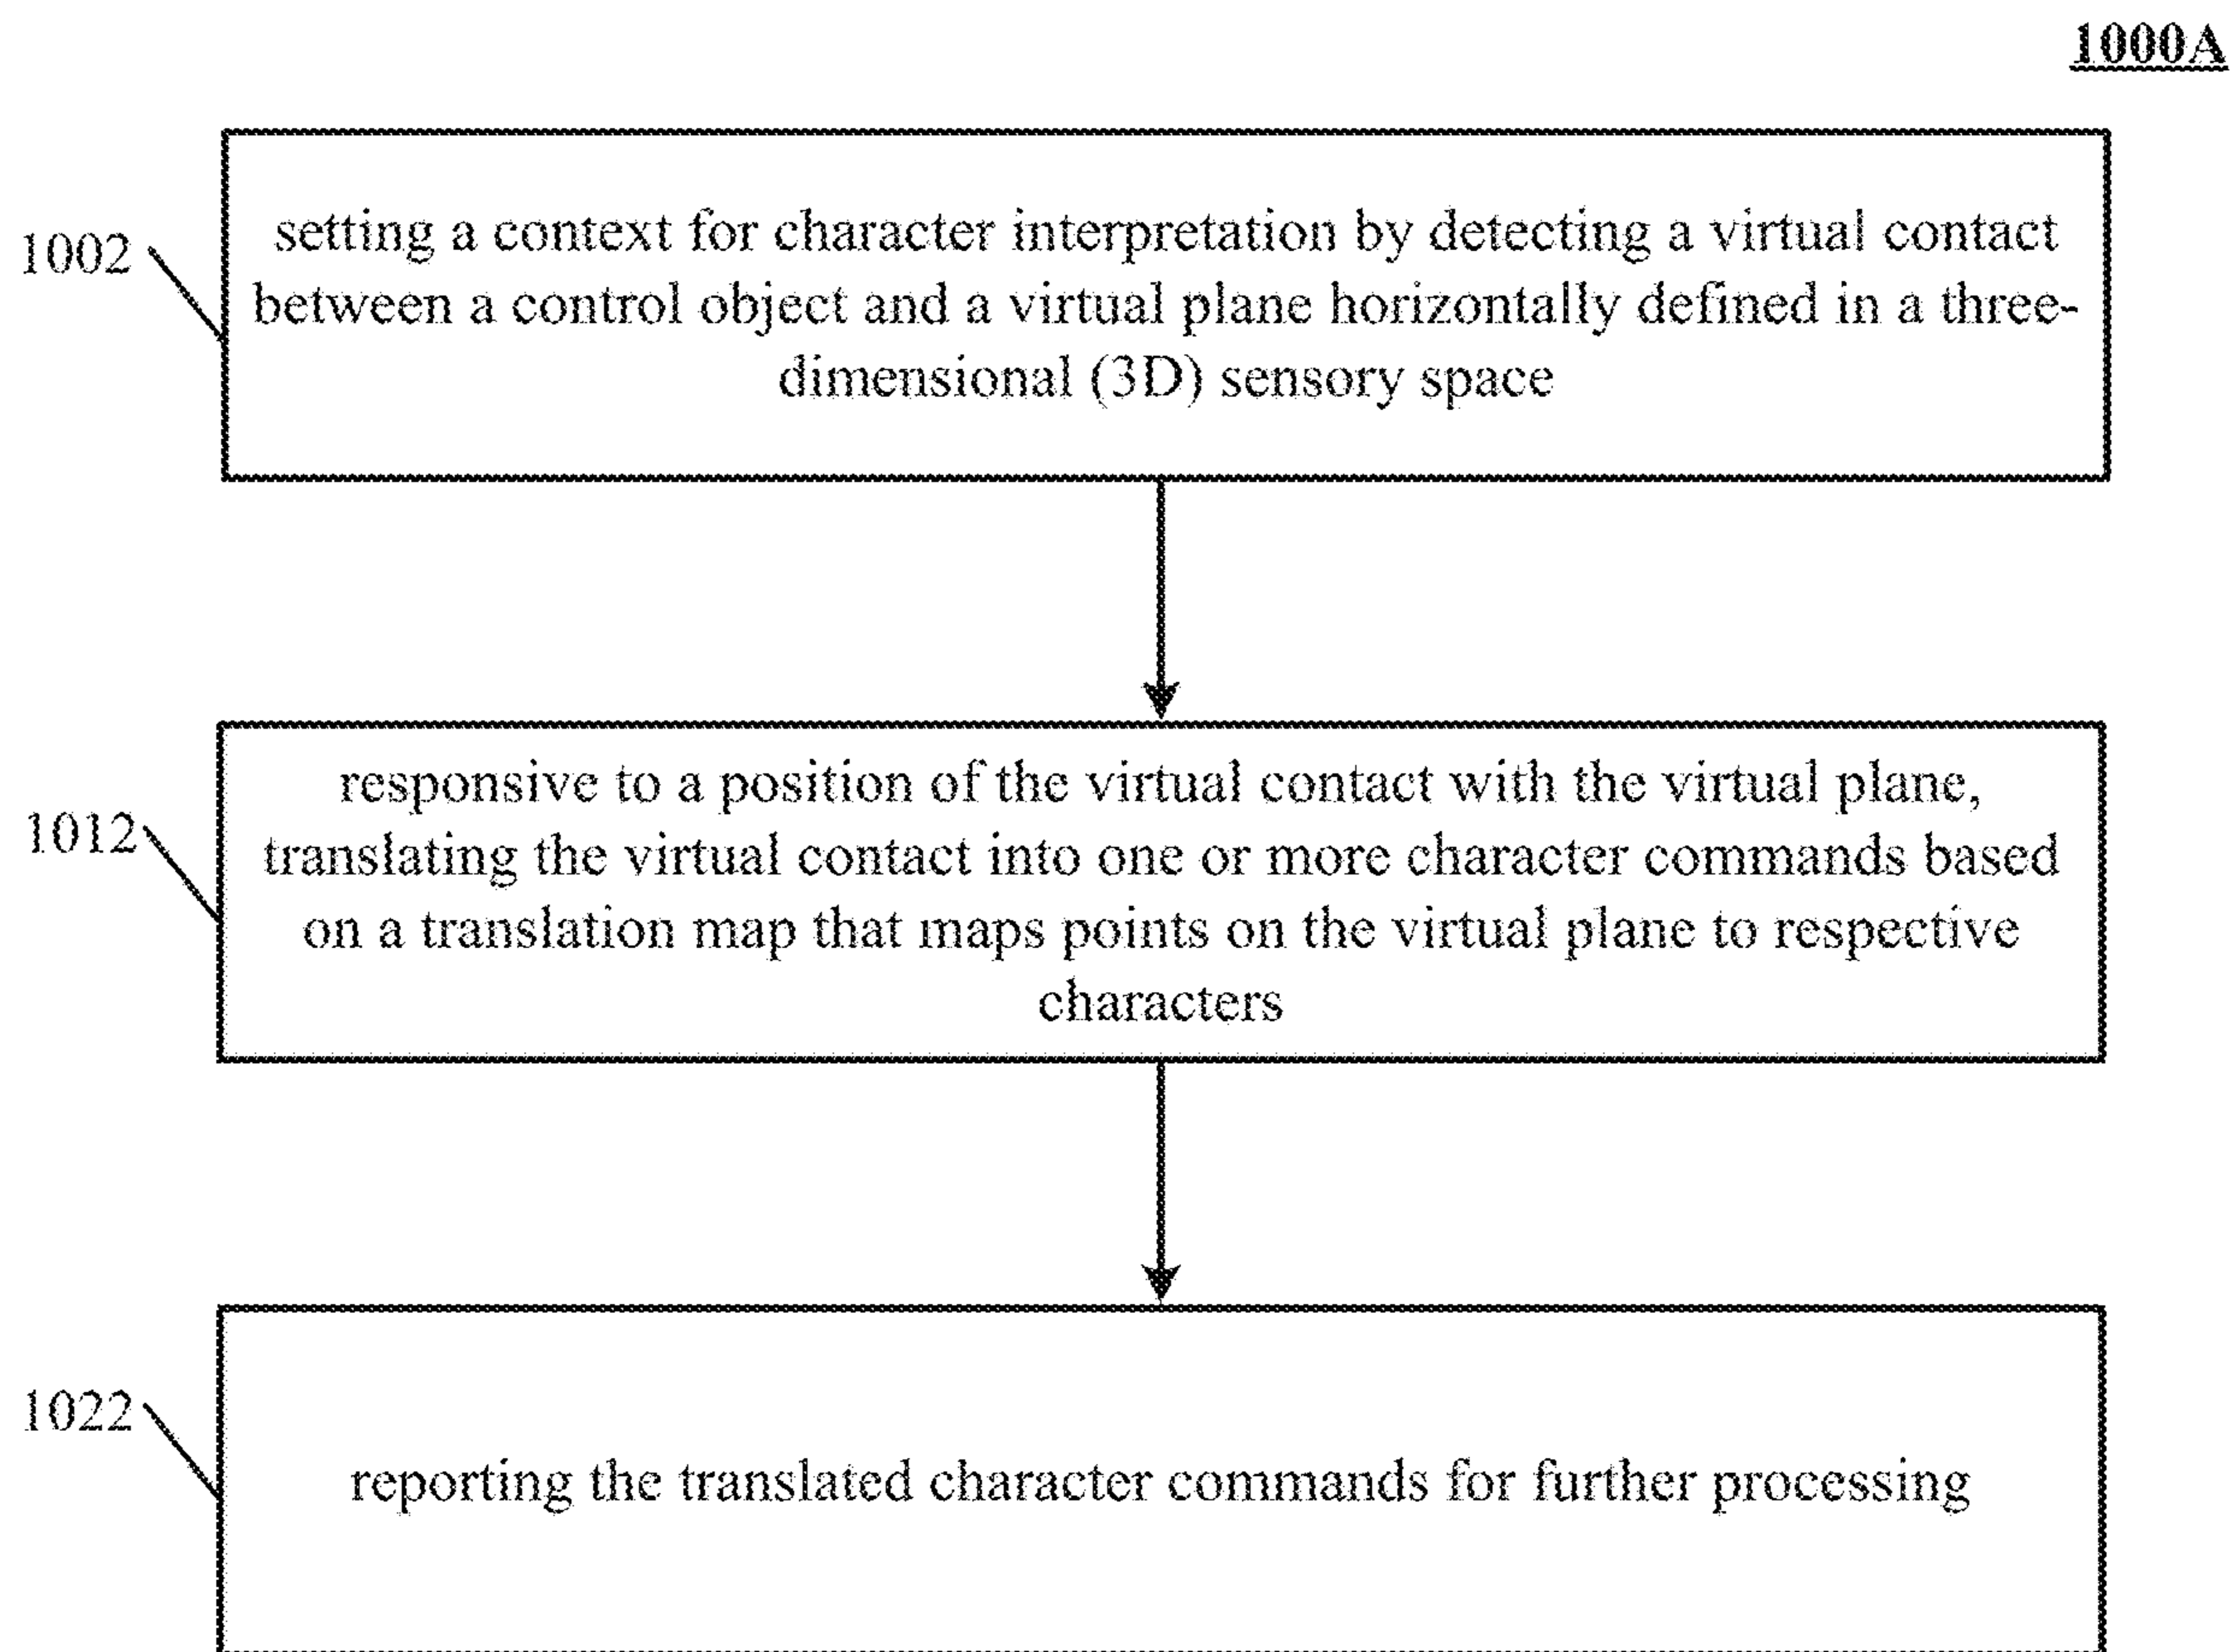 1000A
1002
setting a context for character interpretation by detecting a virtual contact
between a control object and a virtual plane horizontally defined in a three-
dimensional (3D) sensory space
1012
responsive to a position of the virtual contact with the virtual plane,
translating the virtual contact into one or more character commands based
on a translation map that maps points on the virtual plane to respective
characters
1022
reporting the translated character commands for further processing